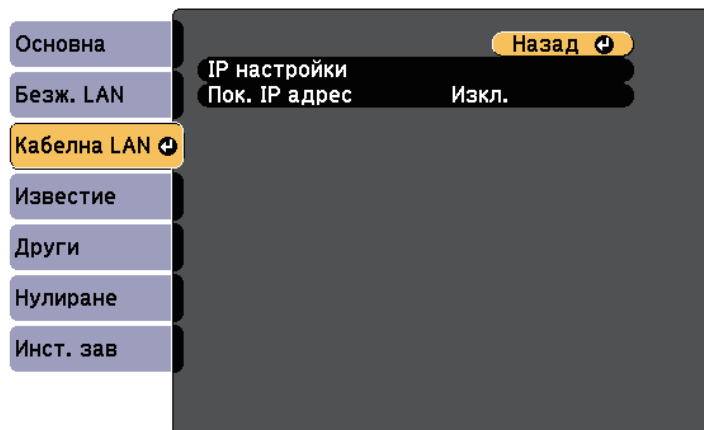 Основна
Безж. LAN
Кабелна LAN
Известие
Други
Нулиране
Инст. зав
Назад
IP настройки
Пок. IP адрес Изкл.